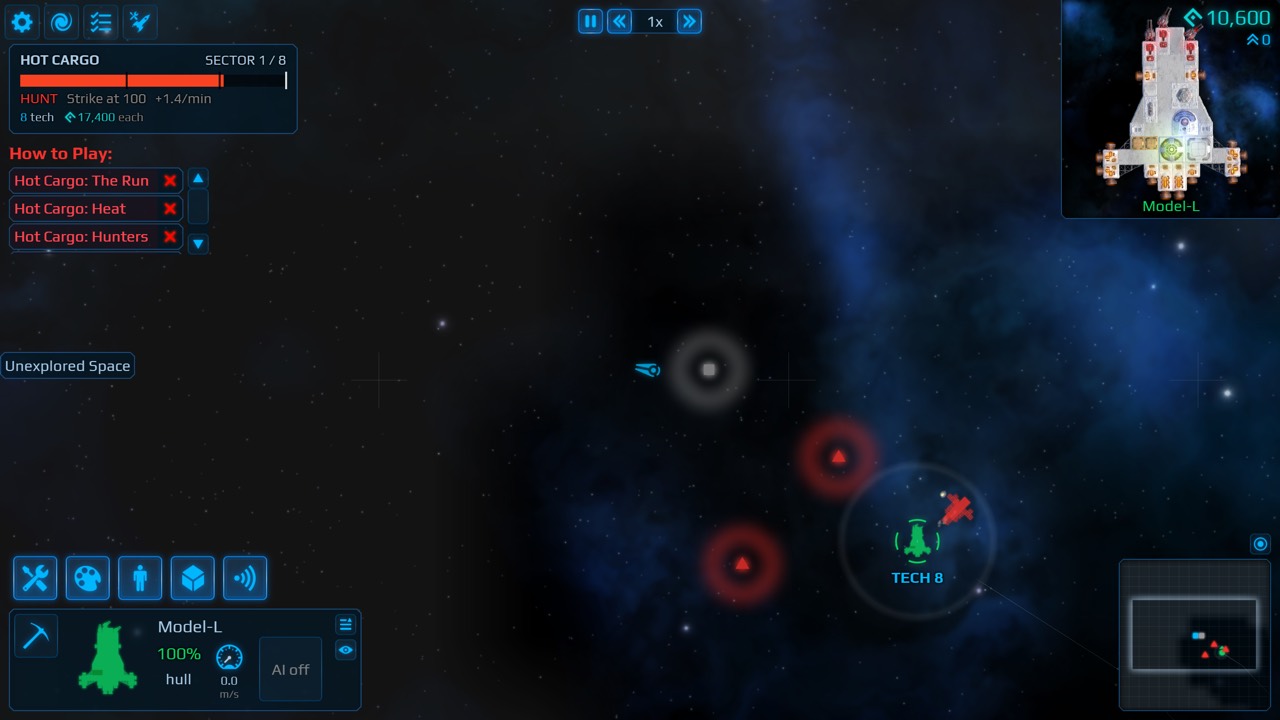 1x
10,600
0
HOT CARGO SECTOR 1 / 8
HUNT Strike at 100 +1.4/min
8 tech 17,400 each
How to Play:
Hot Cargo: The Run
Hot Cargo: Heat
Hot Cargo: Hunters
Model-L
Unexplored Space
TECH 8
Model-L
100%
hull
0.0
m/s
AI off